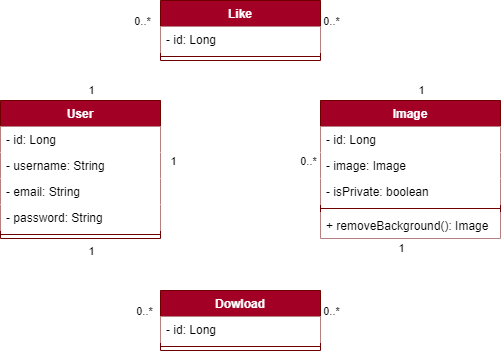 Like
0..*
0..*
- id: Long
1
1
User
- id: Long
- username: String
- email: String
- password: String
1
0..*
Image
- id: Long
- image: Image
- isPrivate: boolean
+ removeBackground(): Image
1
1
Dowload
0..*
0..*
- id: Long